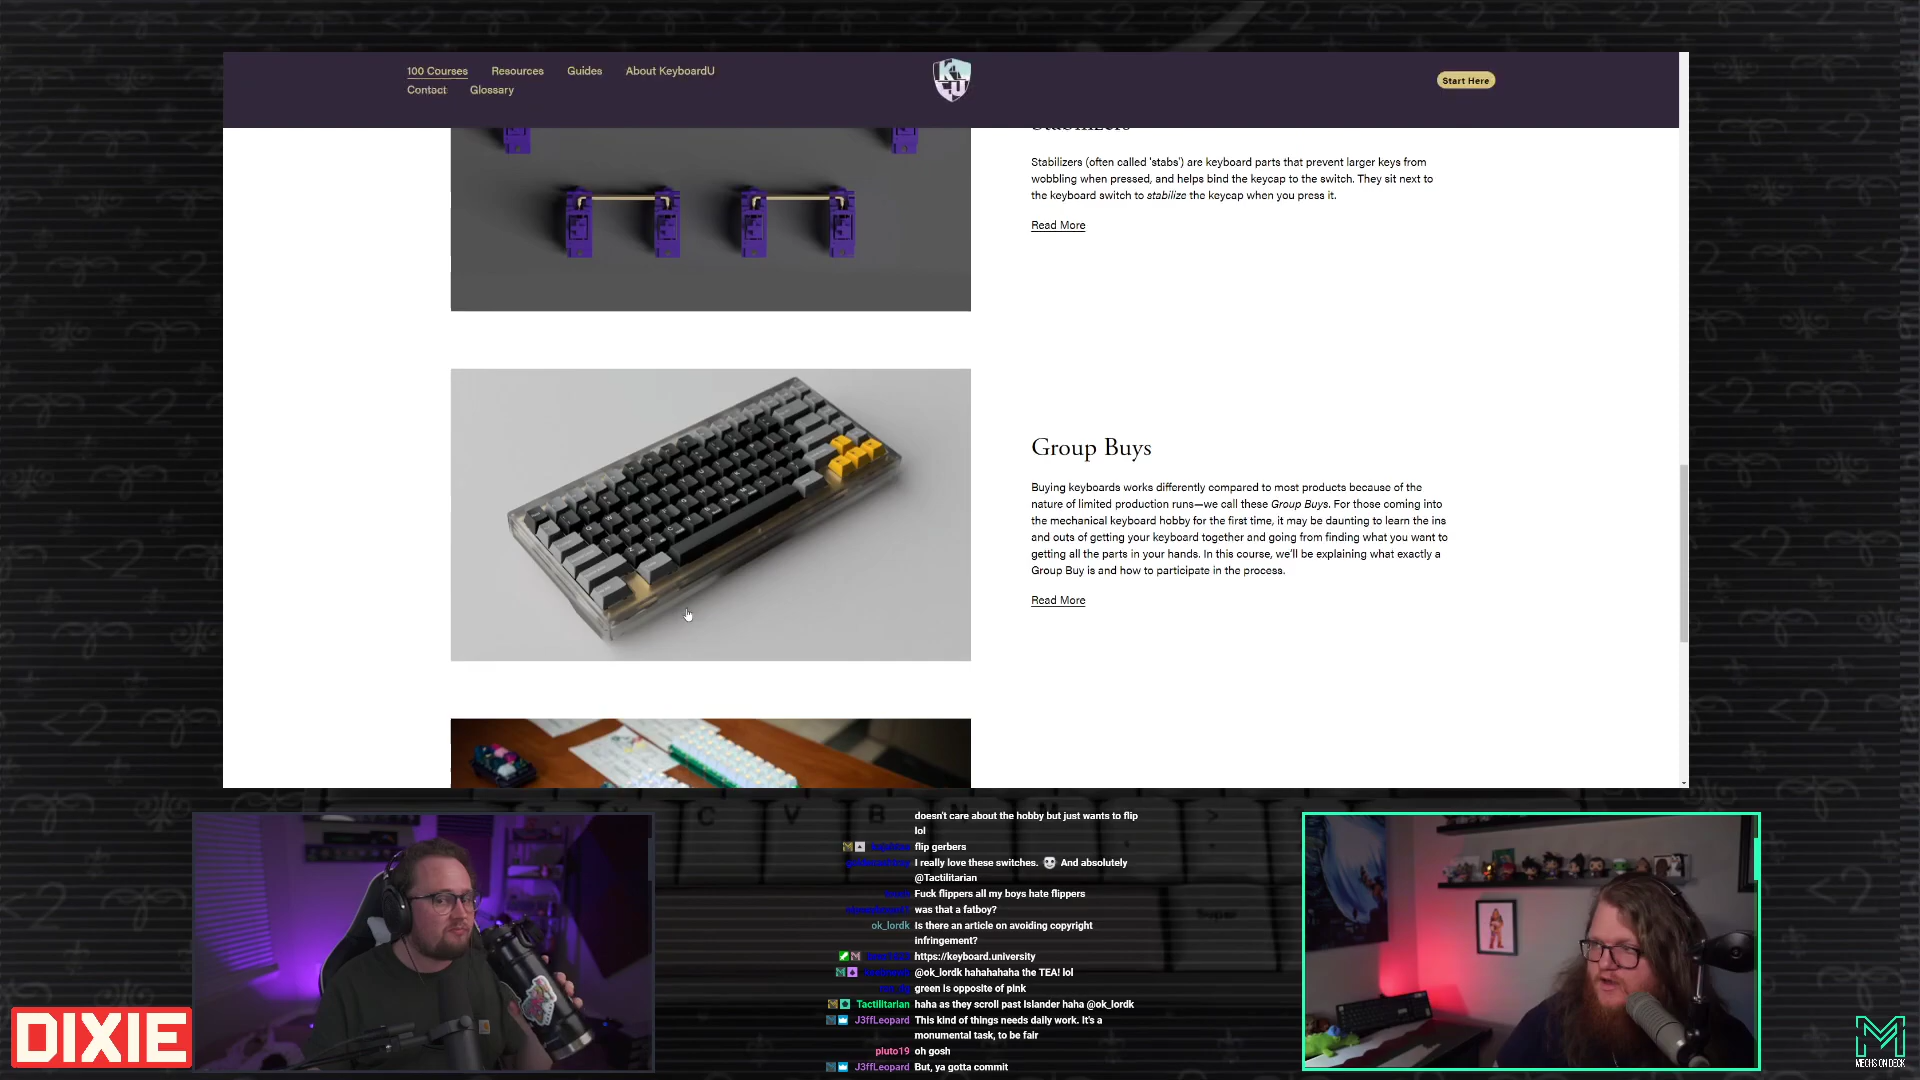 100 Courses
Resources
Guides
About KeyboardU
Contact
Glossary
Start Here
Stabilizers (often called 'stabs') are keyboard parts that prevent larger keys from
wobbling when pressed, and helps bind the keycap to the switch. They sit next to
the keyboard switch to stabilize the keycap when you press it.
Read More
Group Buys
Buying keyboards works differently compared to most products because of the
nature of limited production runs—we call these Group Buys. For those coming into
the mechanical keyboard hobby for the first time, it may be daunting to learn the ins
and outs of getting your keyboard together and going from finding what you want to
getting all the parts in your hands. In this course, we'll be explaining what exactly a
Group Buy is and how to participate in the process.
Read More
doesn't care about the hobby but just wants to flip
lol
flip gerbers
I really love these switches. And absolutely
@Tactilitarian
Fuck flippers all my boys hate flippers
was that a fatboy?
ok_lordk Is there an article on avoiding copyright
infringement?
https://keyboard.university
@ok_lordk hahahahaha the TEA! lol
green is opposite of pink
Tactilitarian haha as they scroll past Islander haha @ok_lordk
J3ffLeopard This kind of things needs daily work. It's a
monumental task, to be fair
pluto19 oh gosh
J3ffLeopard But, ya gotta commit
DIXIE
MECHS ON DECK